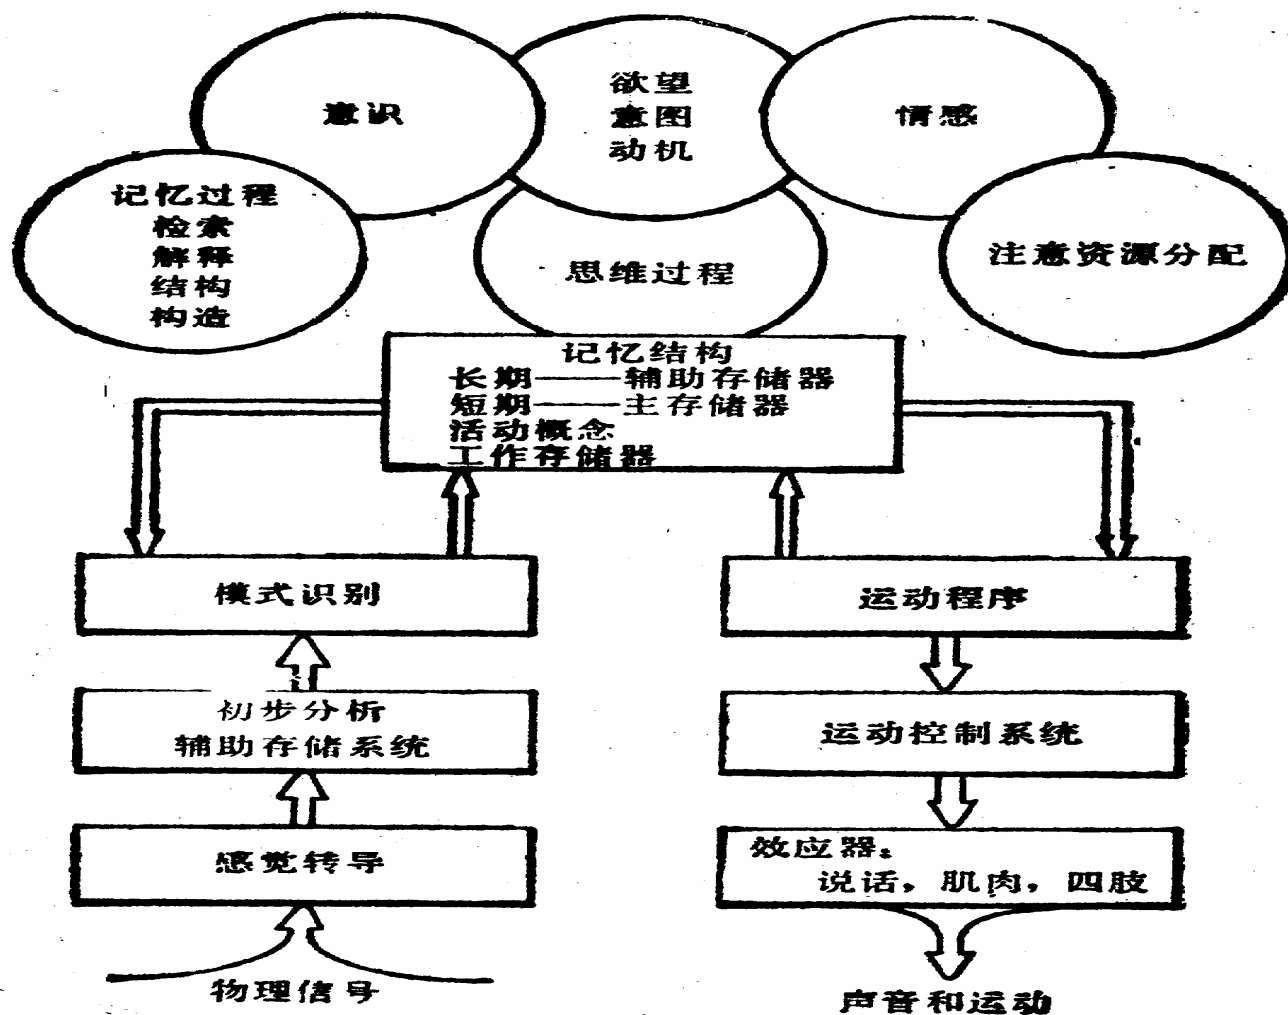 意识
欲望
意图
动机
情感
记忆过程
检索
解释
结构
构造
思维过程
注意资源分配
记忆结构
长期——辅助存储器
短期——主存储器
活动概念
工作存储器
模式识别
运动程序
初步分析
辅助存储系统
运动控制系统
感觉转导
效应器：
说话，肌肉，四肢
物理信号
声音和运动